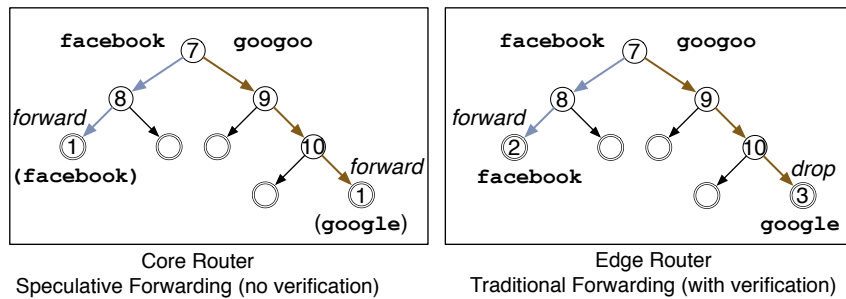 facebook googoo
7
8 9
forward
1 10
(facebook)
forward
1
(google)
Core Router
Speculative Forwarding (no verification)
facebook googoo
7
8 9
forward
2 10
facebook
drop
3
google
Edge Router
Traditional Forwarding (with verification)